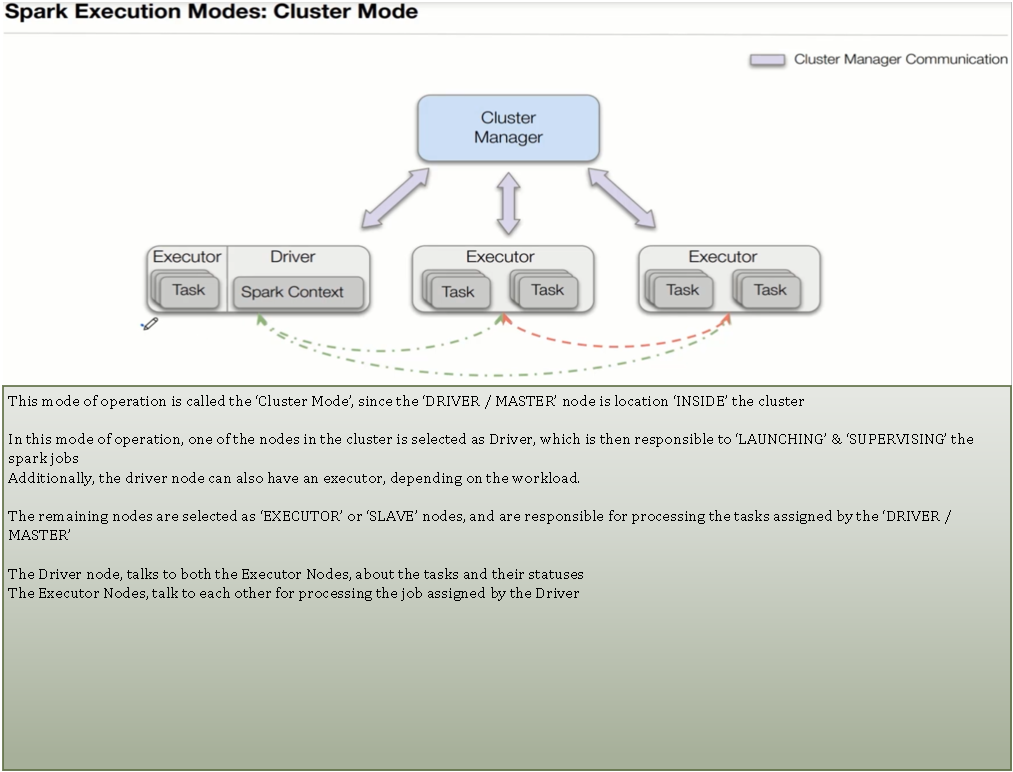 Spark Execution Modes: Cluster Mode
Cluster Manager Communication
Cluster
Manager
Executor
Driver
Task
Spark Context
Executor
Task
Task
Executor
Task
Task
This mode of operation is called the ‘Cluster Mode’, since the ‘DRIVER / MASTER’ node is location ‘INSIDE’ the cluster
In this mode of operation, one of the nodes in the cluster is selected as Driver, which is then responsible to ‘LAUNCHING’ & ‘SUPERVISING’ the
spark jobs
Additionally, the driver node can also have an executor, depending on the workload.
The remaining nodes are selected as ‘EXECUTOR’ or ‘SLAVE’ nodes, and are responsible for processing the tasks assigned by the ‘DRIVER /
MASTER’
The Driver node, talks to both the Executor Nodes, about the tasks and their statuses
The Executor Nodes, talk to each other for processing the job assigned by the Driver